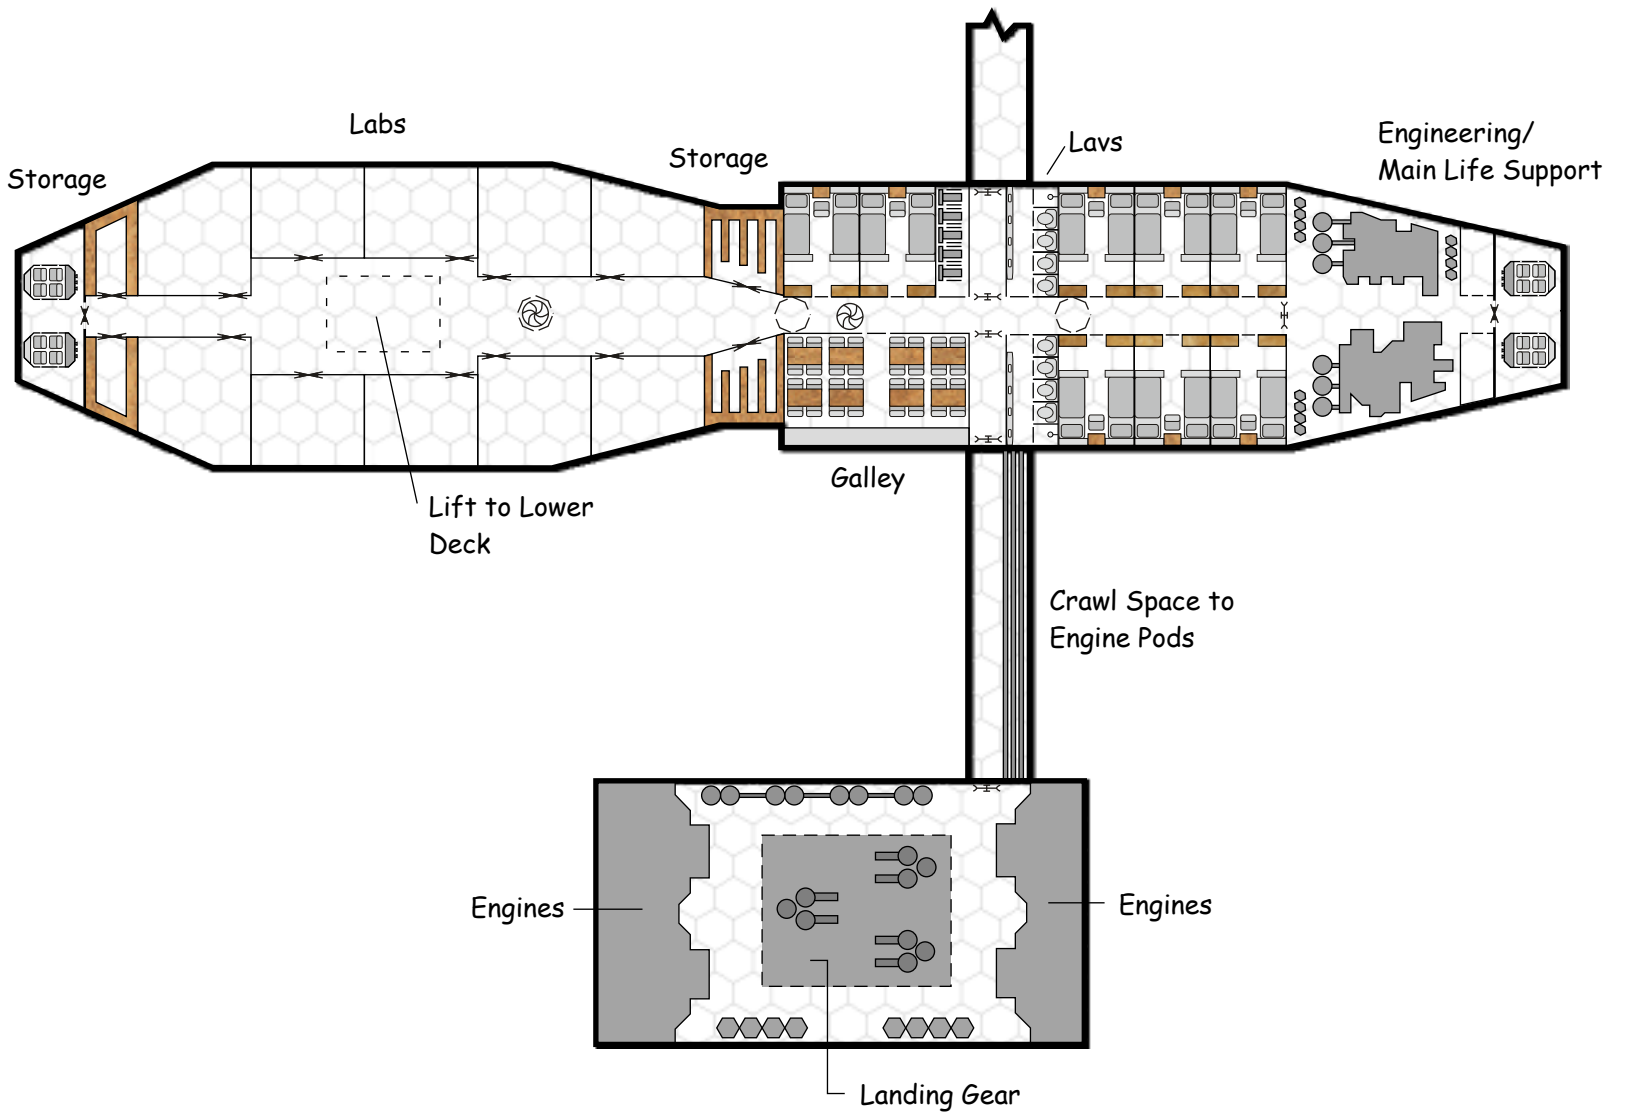 Labs
Storage
Storage
Lavs
Engineering/
Main Life Support
Galley
Lift to Lower
Deck
Crawl Space to
Engine Pods
Engines
Engines
Landing Gear